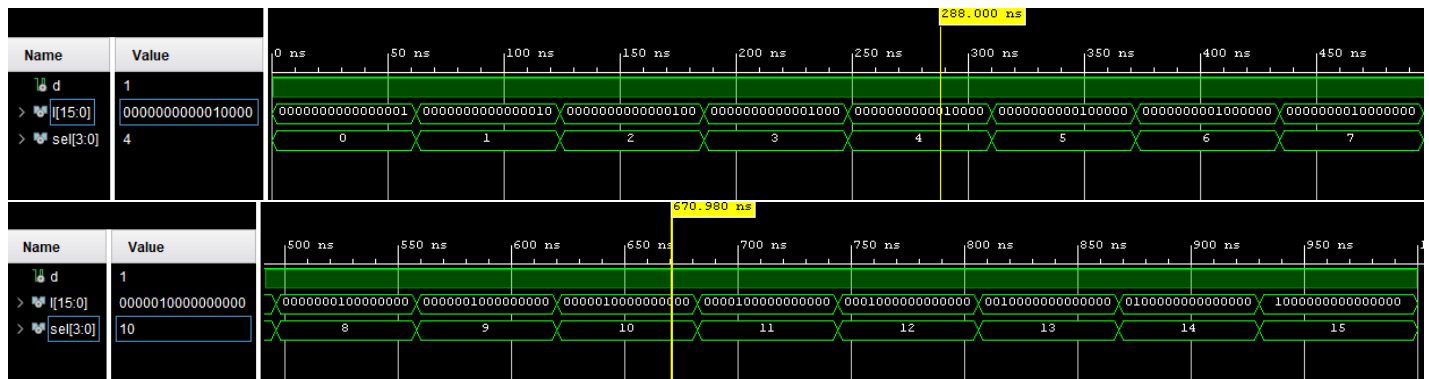 288.000 ns
Name Value 0 ns 50 ns 100 ns 150 ns 200 ns 250 ns 300 ns 350 ns 400 ns 450 ns
d 1
I[15:0] 0000000000010000 0000000000000001 0000000000000010 0000000000000100 0000000000001000 0000000000010000 0000000000100000 0000000001000000 0000000010000000
sel[3:0] 4 0 1 2 3 4 5 6 7
670.980 ns
Name Value 500 ns 550 ns 600 ns 650 ns 700 ns 750 ns 800 ns 850 ns 900 ns 950 ns
d 1
I[15:0] 0000010000000000 0000000100000000 0000001000000000 0000010000000000 0000100000000000 0001000000000000 0010000000000000 0100000000000000 1000000000000000
sel[3:0] 10 8 9 10 11 12 13 14 15